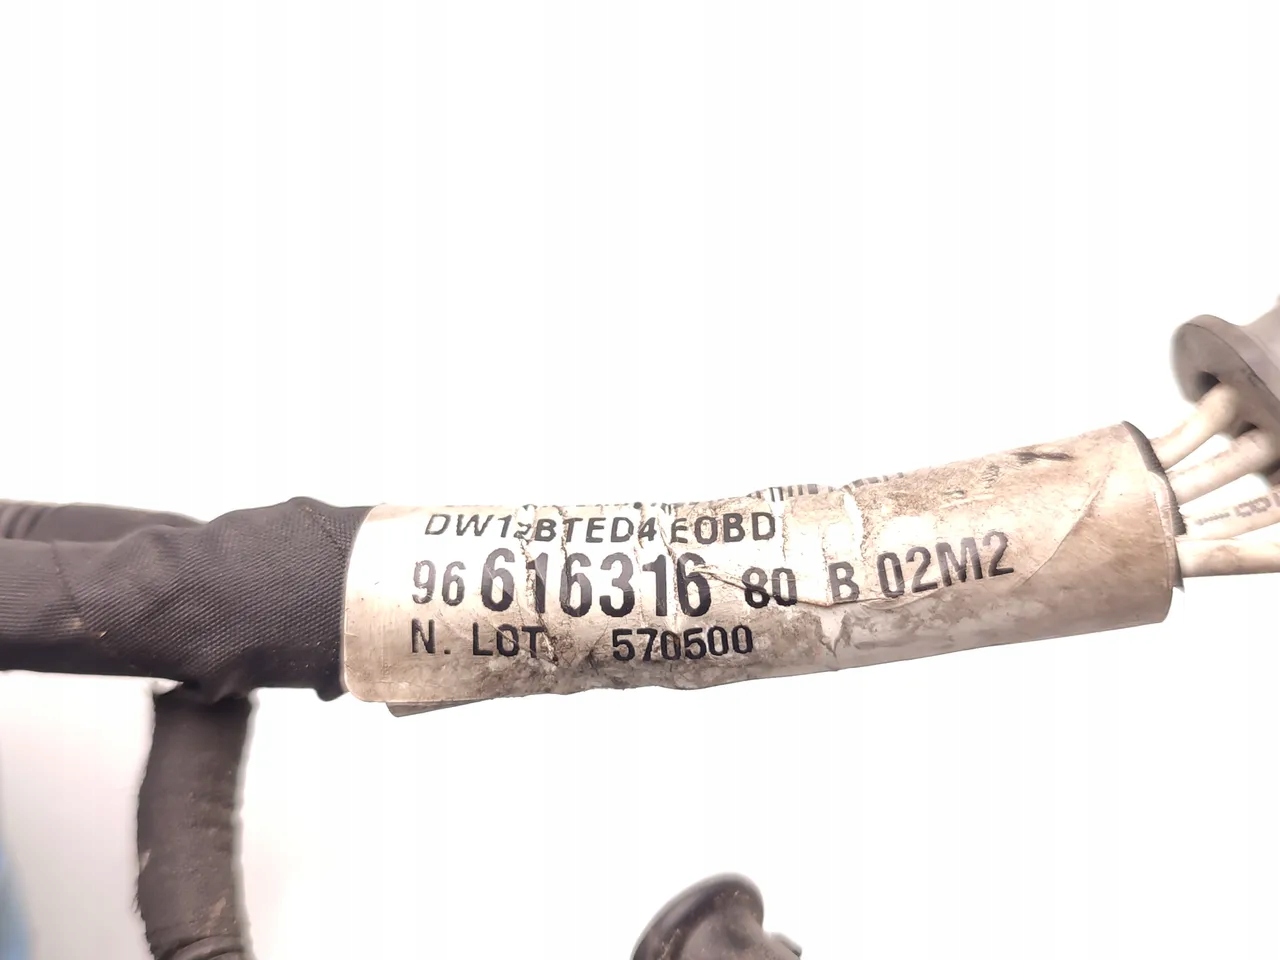 DW12BTED4 EOBD
96 616316 80 B 02M2
N. LOT 570500